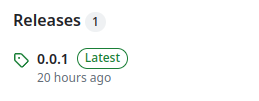 Releases 1
0.0.1 Latest
20 hours ago